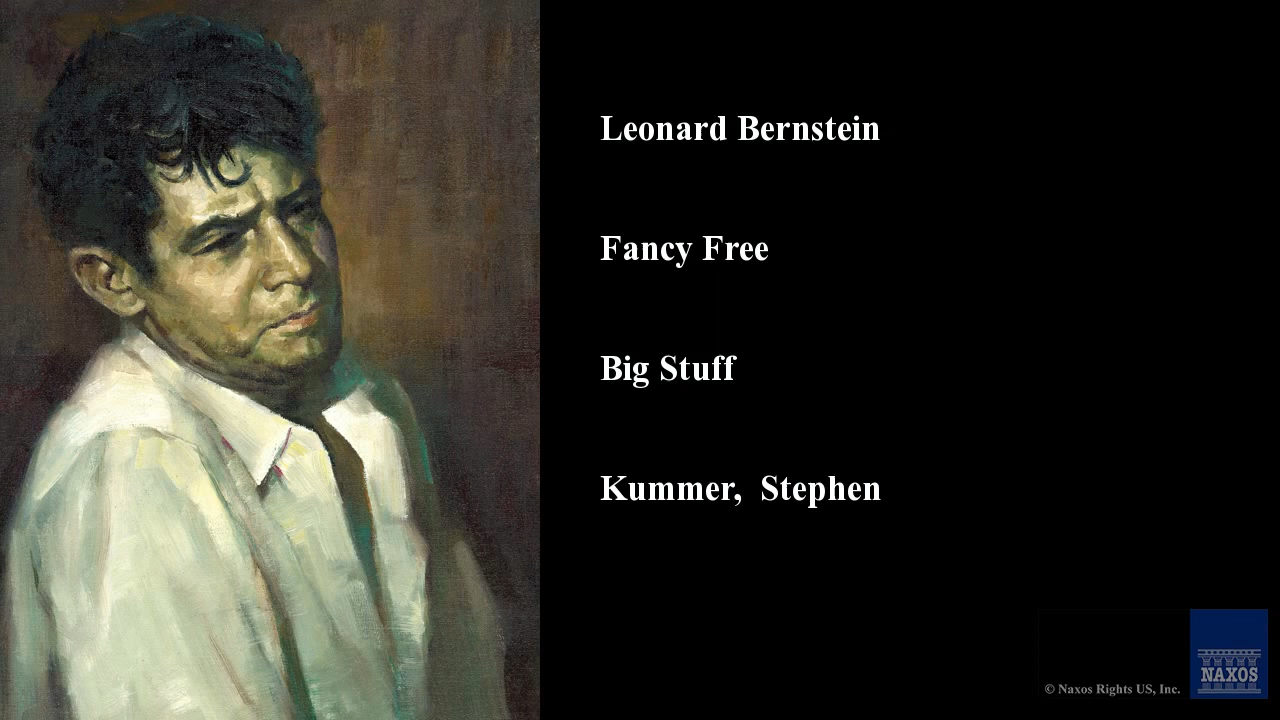 Leonard Bernstein
Fancy Free
Big Stuff
Kummer,  Stephen
© Naxos Rights US, Inc.
NAXOS